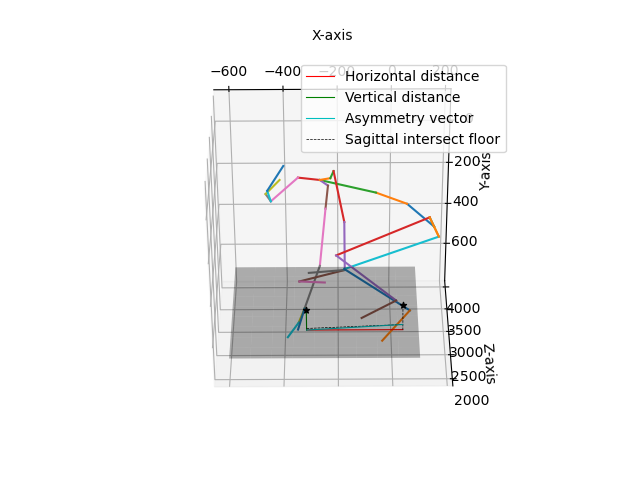 X-axis
−600 −400 −200 0 200
Horizontal distance
Vertical distance
Asymmetry vector
Sagittal intersect floor
200
Y-axis
400
600
4000
3500
3000
2500
2000
Z-axis